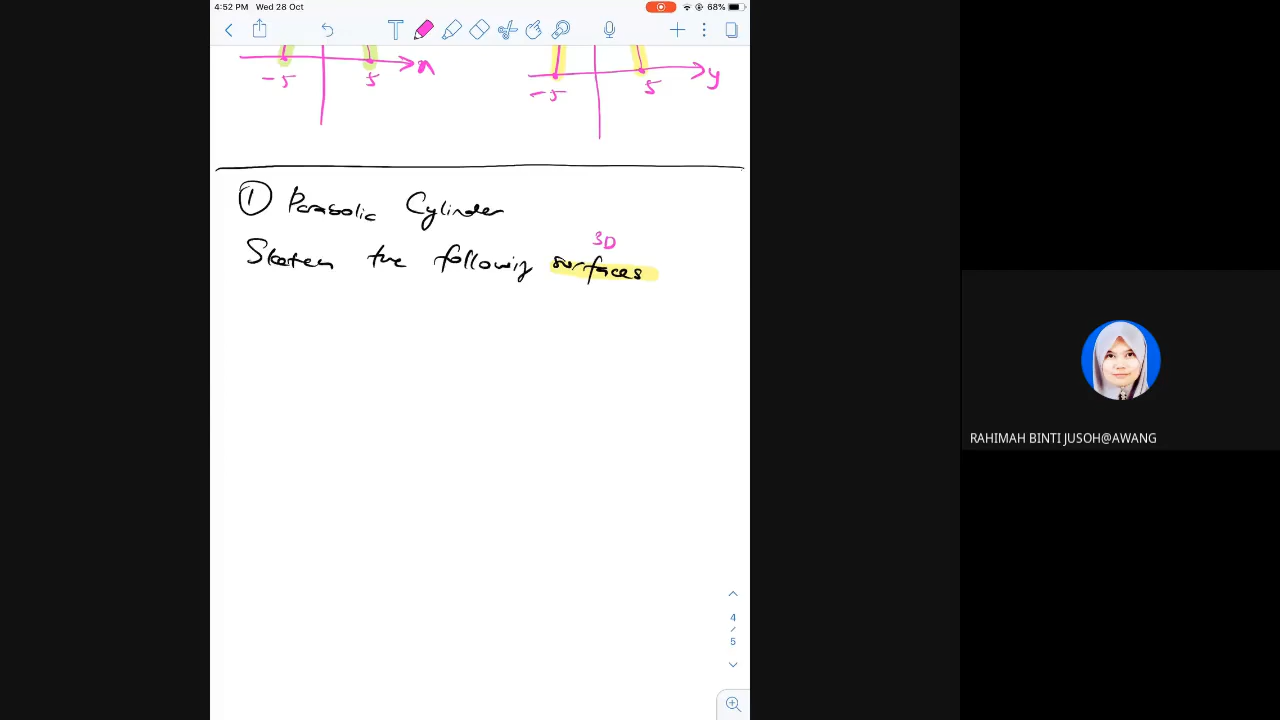 4:52 PM Wed 28 Oct
68%
-5
5
x
-5
5
y
① Parabolic Cylinder
3D
Sketch the following surfaces
4
/
5
RAHIMAH BINTI JUSOH@AWANG